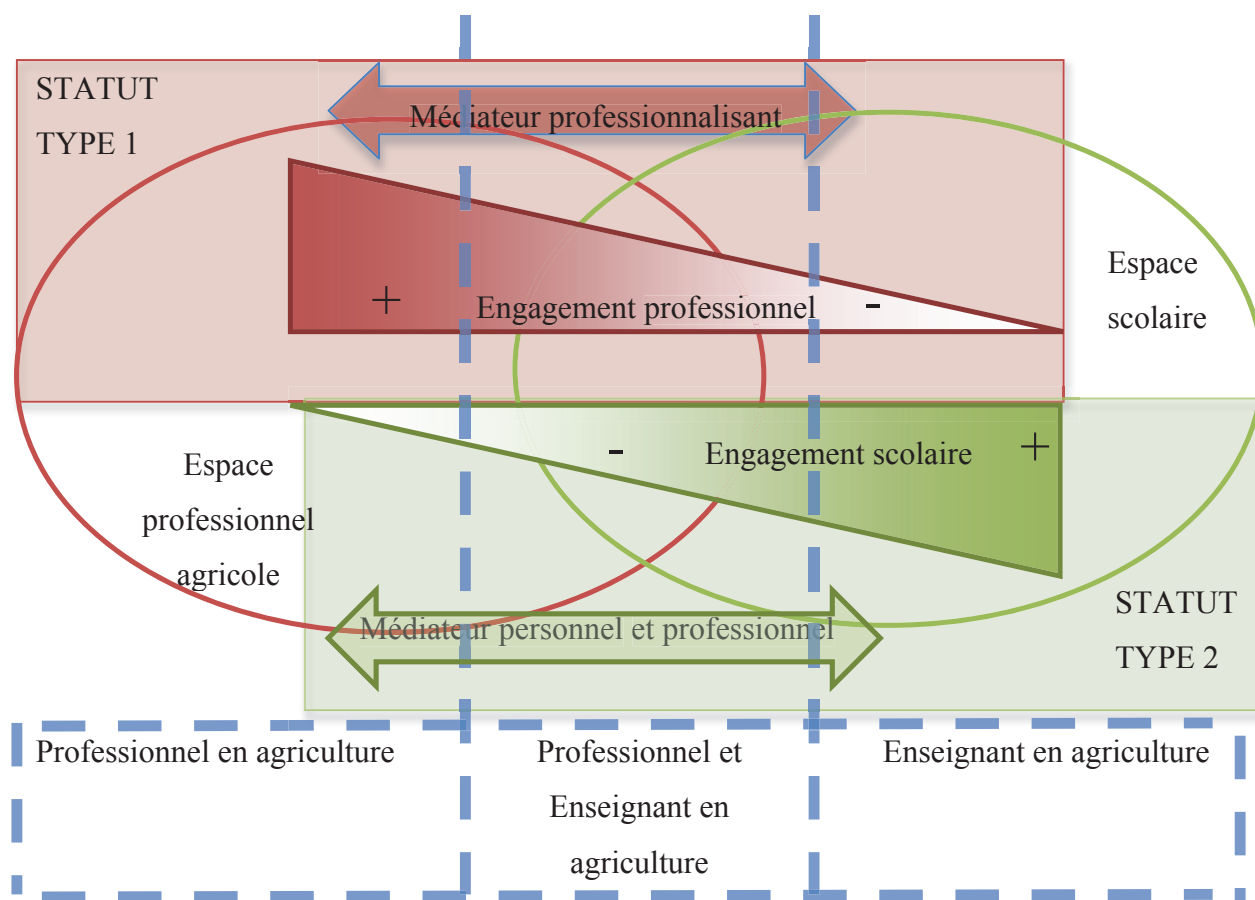 STATUT
TYPE 1
Médiateur professionnalisant
Espace
scolaire
+ Engagement professionnel -
- Engagement scolaire +
Espace
professionnel
agricole
Médiateur personnel et professionnel
STATUT
TYPE 2
Professionnel en agriculture
Professionnel et
Enseignant en
agriculture
Enseignant en agriculture